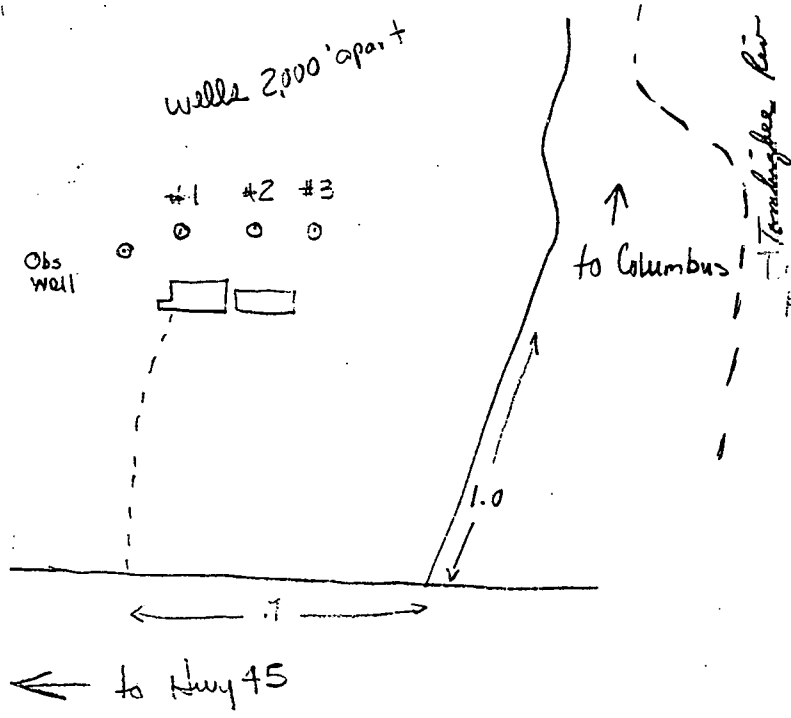 wells 2,000' apart
#1 #2 #3
Obs
well
to Columbus
Tombigbee Riv
1.0
.7
to Hwy 45